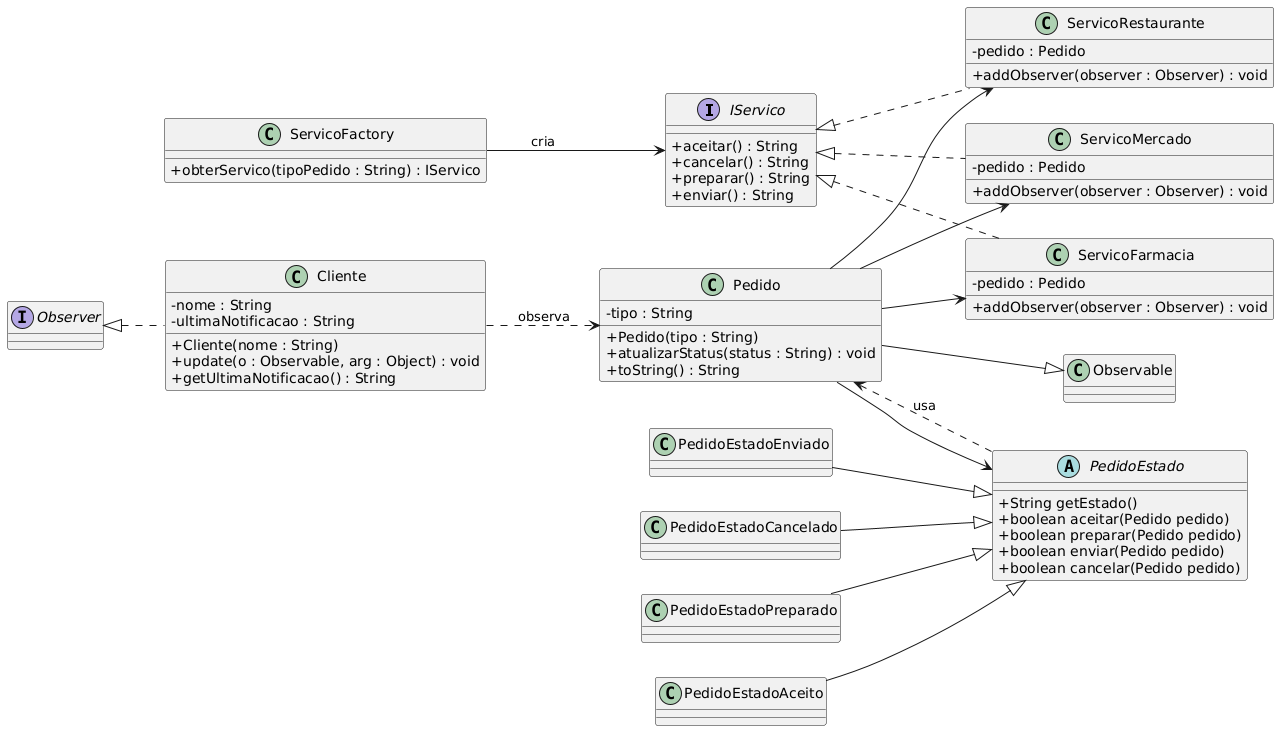 C ServicoRestaurante
-pedido : Pedido
+addObserver(observer : Observer) : void
I IServico
+aceitar() : String
+cancelar() : String
+preparar() : String
+enviar() : String
C ServicoFactory
+obterServico(tipoPedido : String) : IServico
cria
C ServicoMercado
-pedido : Pedido
+addObserver(observer : Observer) : void
C ServicoFarmacia
-pedido : Pedido
+addObserver(observer : Observer) : void
I Observer
C Cliente
-nome : String
-ultimaNotificacao : String
+Cliente(nome : String)
+update(o : Observable, arg : Object) : void
+getUltimaNotificacao() : String
observa
C Pedido
-tipo : String
+Pedido(tipo : String)
+atualizarStatus(status : String) : void
+toString() : String
C Observable
usa
C PedidoEstadoEnviado
C PedidoEstadoCancelado
C PedidoEstadoPreparado
C PedidoEstadoAceito
A PedidoEstado
+String getEstado()
+boolean aceitar(Pedido pedido)
+boolean preparar(Pedido pedido)
+boolean enviar(Pedido pedido)
+boolean cancelar(Pedido pedido)